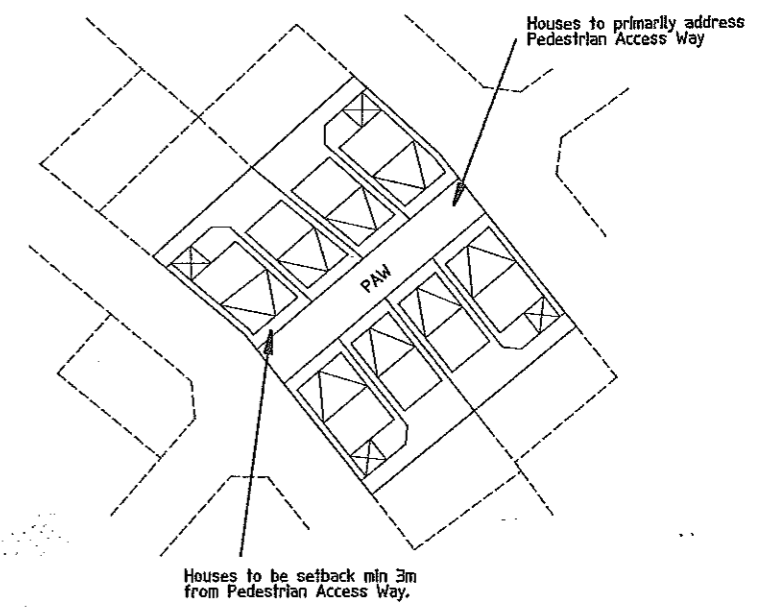 Houses to primarily address
Pedestrian Access Way
PAW
Houses to be setback min 3m
from Pedestrian Access Way.